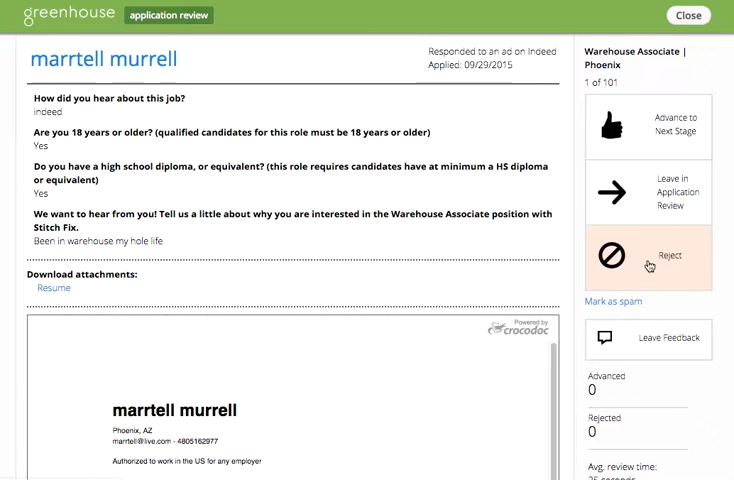 greenhouse application review Close
marrtell murrell
Responded to an ad on Indeed
Applied: 09/29/2015
How did you hear about this job?
indeed
Are you 18 years or older? (qualified candidates for this role must be 18 years or older)
Yes
Do you have a high school diploma, or equivalent? (this role requires candidates have at minimum a HS diploma
or equivalent)
Yes
We want to hear from you! Tell us a little about why you are interested in the Warehouse Associate position with
Stitch Fix.
Been in warehouse my hole life
Download attachments:
Resume
Powered by
crocodoc
marrtell murrell
Phoenix, AZ
marrtell@live.com - 4805162977
Authorized to work in the US for any employer
Warehouse Associate |
Phoenix
1 of 101
Advance to
Next Stage
Leave in
Application
Review
Reject
Mark as spam
Leave Feedback
Advanced
0
Rejected
0
Avg. review time:
25 seconds